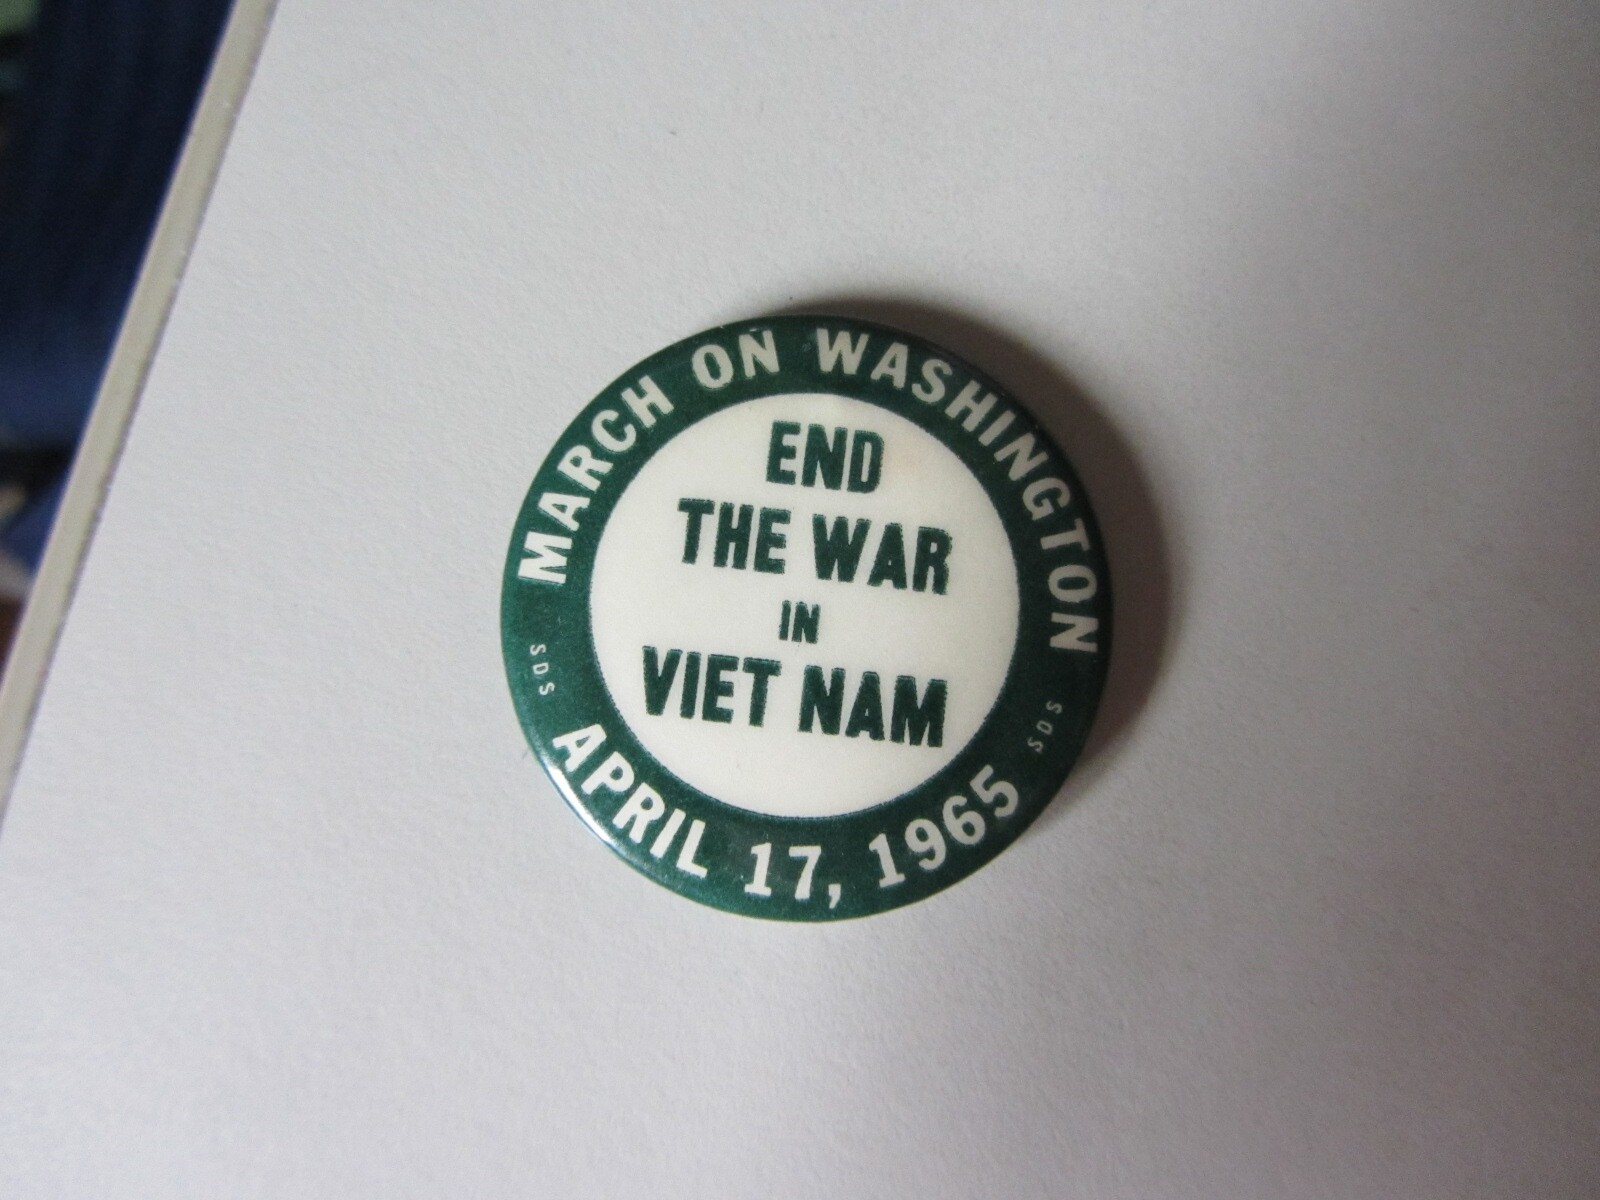 MARCH ON WASHINGTON
END
THE WAR
IN
VIET NAM
SDS
SDS
APRIL 17, 1965